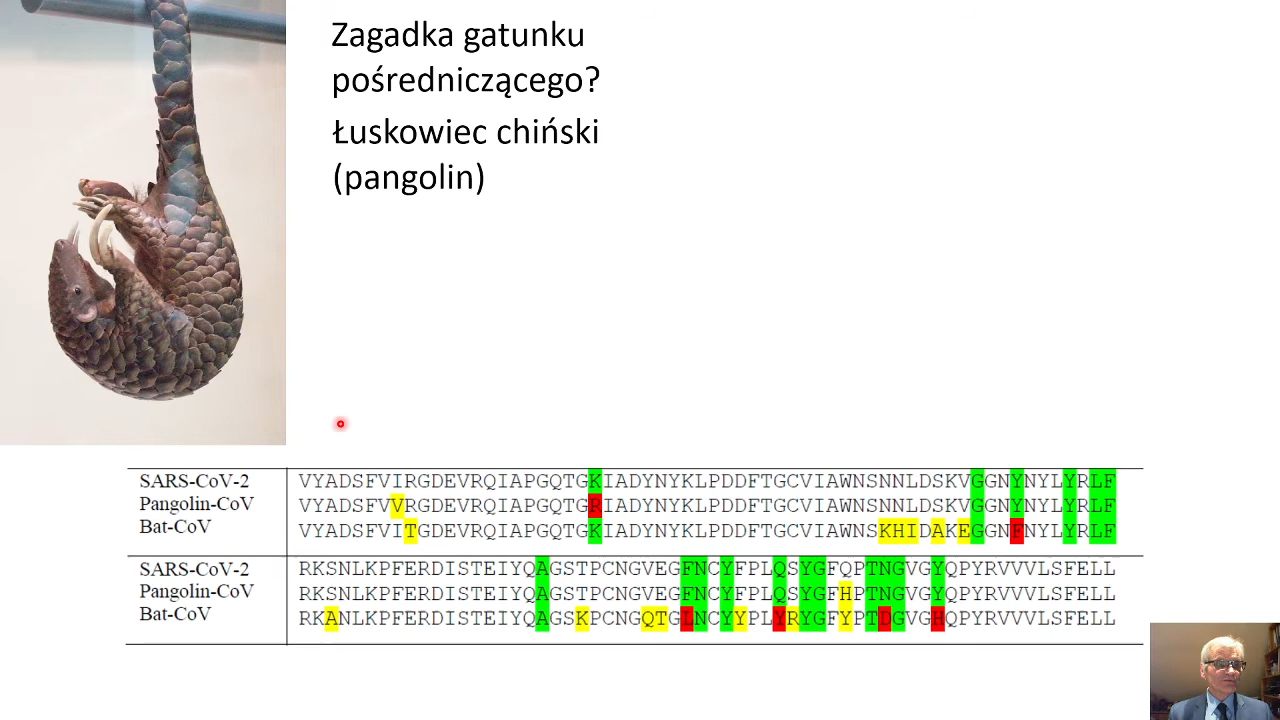 Zagadka gatunku
pośredniczącego?
Łuskowiec chiński
(pangolin)
SARS-CoV-2 VYADSFVIRGDEVRQIAPGQTGKIADYNYKLPDDFTGCVIAWNSNNLDSKVGGNYNYLYRLF
Pangolin-CoV VYADSFVVRGDEVRQIAPGQTGRIADYNYKLPDDFTGCVIAWNSNNLDSKVGGNYNYLYRLF
Bat-CoV VYADSFVITGDEVRQIAPGQTGKIADYNYKLPDDFTGCVIAWNSKHIDAKEGGNFNYLYRLF
SARS-CoV-2 RKSNLKPFERDISTEIYQAGSTPCNGVEGFNCYFPLQSYGFQPTNGVGYQPYRVVVLSFELL
Pangolin-CoV RKSNLKPFERDISTEIYQAGSTPCNGVEGFNCYFPLQSYGFHPTNGVGYQPYRVVVLSFELL
Bat-CoV RKANLKPFERDISTEIYQAGSKPCNGQTGLNCYYPLYRYGFYPTDGVGHQPYRVVVLSFELL